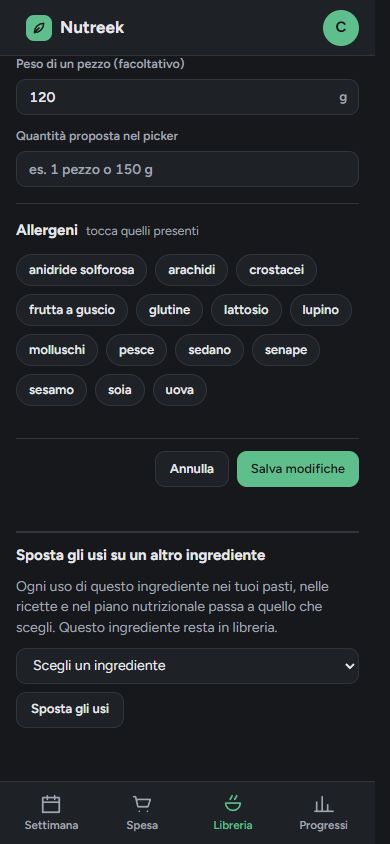 Nutreek
C
Peso di un pezzo (facoltativo)
120 g
Quantità proposta nel picker
es. 1 pezzo o 150 g
Allergeni tocca quelli presenti
anidride solforosa arachidi crostacei
frutta a guscio glutine lattosio lupino
molluschi pesce sedano senape
sesamo soia uova
Annulla Salva modifiche
Sposta gli usi su un altro ingrediente
Ogni uso di questo ingrediente nei tuoi pasti, nelle
ricette e nel piano nutrizionale passa a quello che
scegli. Questo ingrediente resta in libreria.
Scegli un ingrediente
Sposta gli usi
Settimana Spesa Libreria Progressi